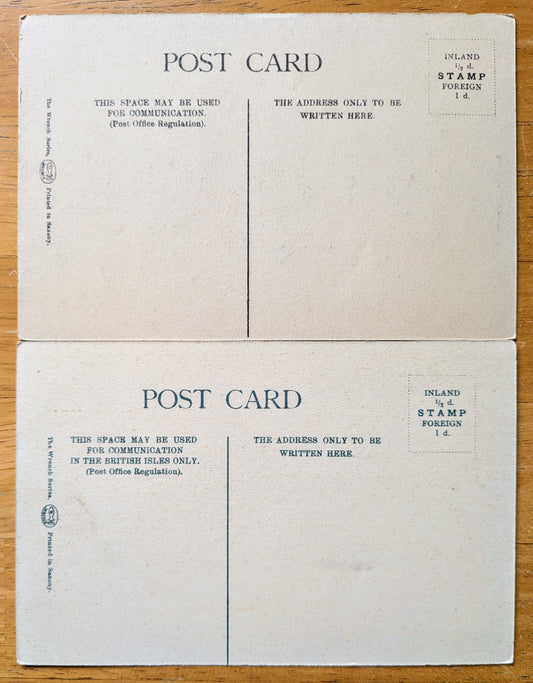 POST CARD
INLAND
½ d.
STAMP
FOREIGN
1 d.
THIS SPACE MAY BE USED
FOR COMMUNICATION.
(Post Office Regulation).
THE ADDRESS ONLY TO BE
WRITTEN HERE.
The Wrench Series, Printed in Saxony.
POST CARD
INLAND
½ d.
STAMP
FOREIGN
1 d.
THIS SPACE MAY BE USED
FOR COMMUNICATION
IN THE BRITISH ISLES ONLY.
(Post Office Regulation).
THE ADDRESS ONLY TO BE
WRITTEN HERE.
The Wrench Series, Printed in Saxony.